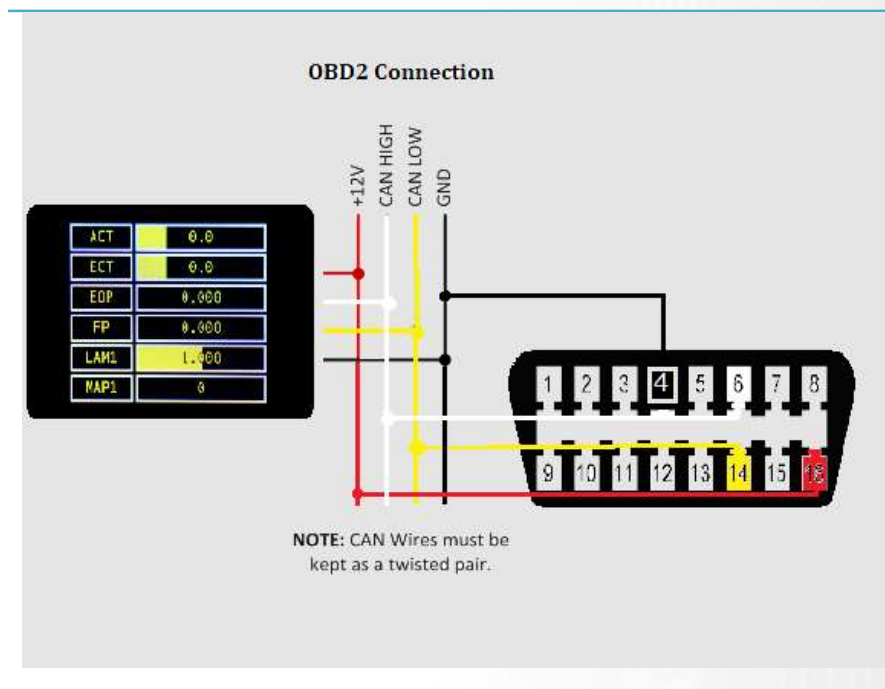 OBD2 Connection
+12V
CAN HIGH
CAN LOW
GND
ACT 0.0
ECT 0.0
EOP 0.000
FP 0.000
LAM1 1.000
MAP1 0
1 2 3 4 5 6 7 8
9 10 11 12 13 14 15 16
NOTE: CAN Wires must be
kept as a twisted pair.